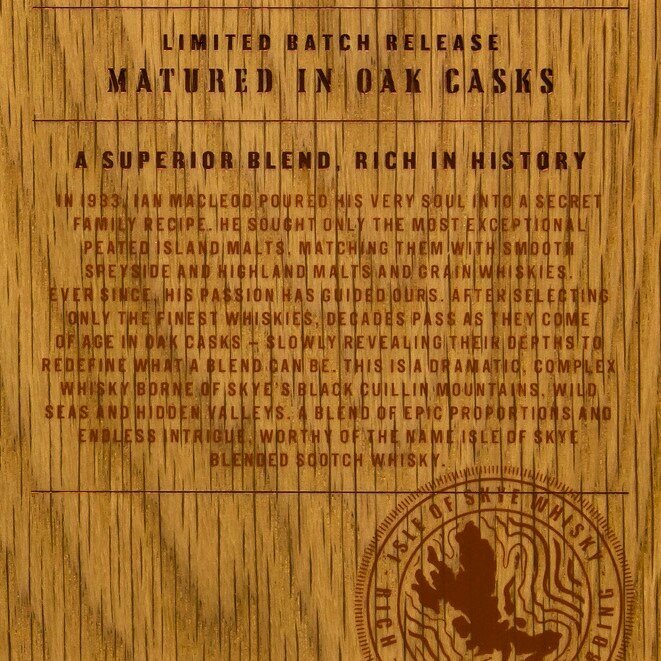 LIMITED BATCH RELEASE
MATURED IN OAK CASKS
A SUPERIOR BLEND, RICH IN HISTORY
IN 1933, IAN MACLEOD POURED HIS VERY SOUL INTO A SECRET
FAMILY RECIPE. HE SOUGHT ONLY THE MOST EXCEPTIONAL
PEATED ISLAND MALTS, MATCHING THEM WITH SMOOTH
SPEYSIDE AND HIGHLAND MALTS AND GRAIN WHISKIES.
EVER SINCE, HIS PASSION HAS GUIDED OURS. AFTER SELECTING
ONLY THE FINEST WHISKIES, DECADES PASS AS THEY COME
OF AGE IN OAK CASKS – SLOWLY REVEALING THEIR DEPTHS TO
REDEFINE WHAT A BLEND CAN BE. THIS IS A DRAMATIC, COMPLEX
WHISKY BORNE OF SKYE'S BLACK CUILLIN MOUNTAINS, WILD
SEAS AND HIDDEN VALLEYS. A BLEND OF EPIC PROPORTIONS AND
ENDLESS INTRIGUE, WORTHY OF THE NAME ISLE OF SKYE
BLENDED SCOTCH WHISKY.
ISLE OF SKYE WHISKY